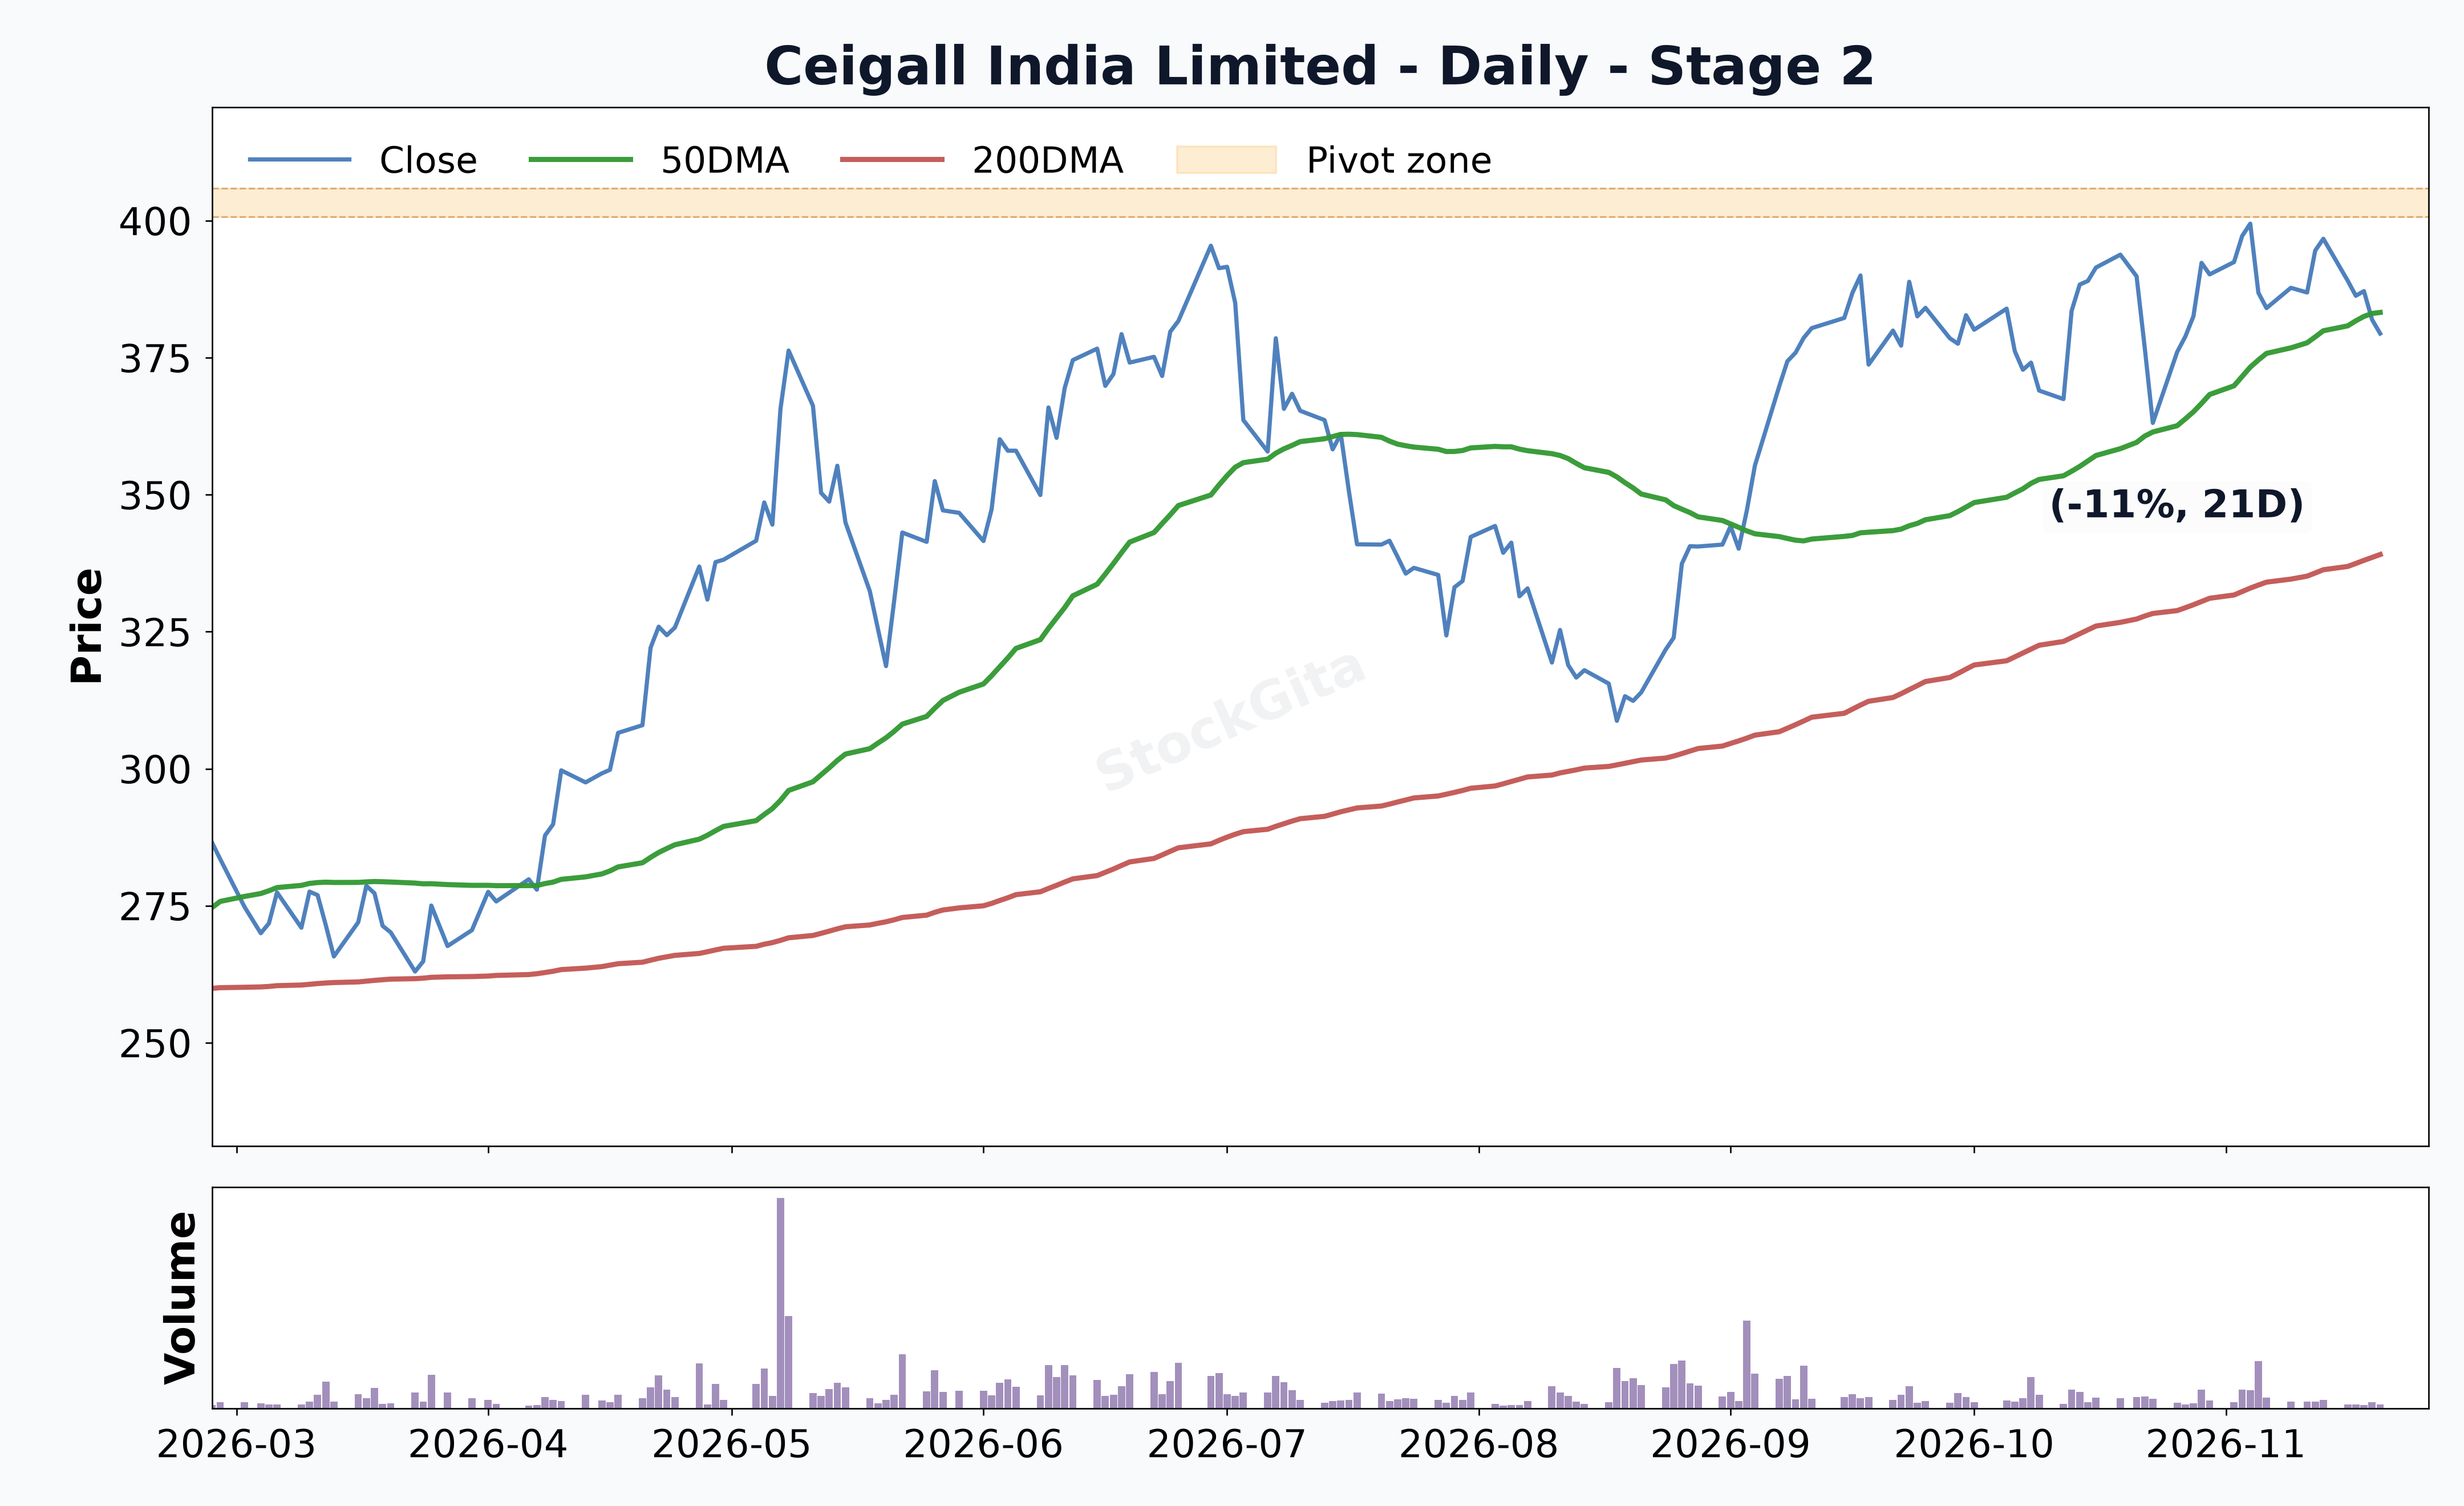 Ceigall India Limited - Daily - Stage 2
Close 50DMA 200DMA Pivot zone
400
375
350
325
300
275
250
Price
(-11%, 21D)
StockGita
Volume
2026-03 2026-04 2026-05 2026-06 2026-07 2026-08 2026-09 2026-10 2026-11